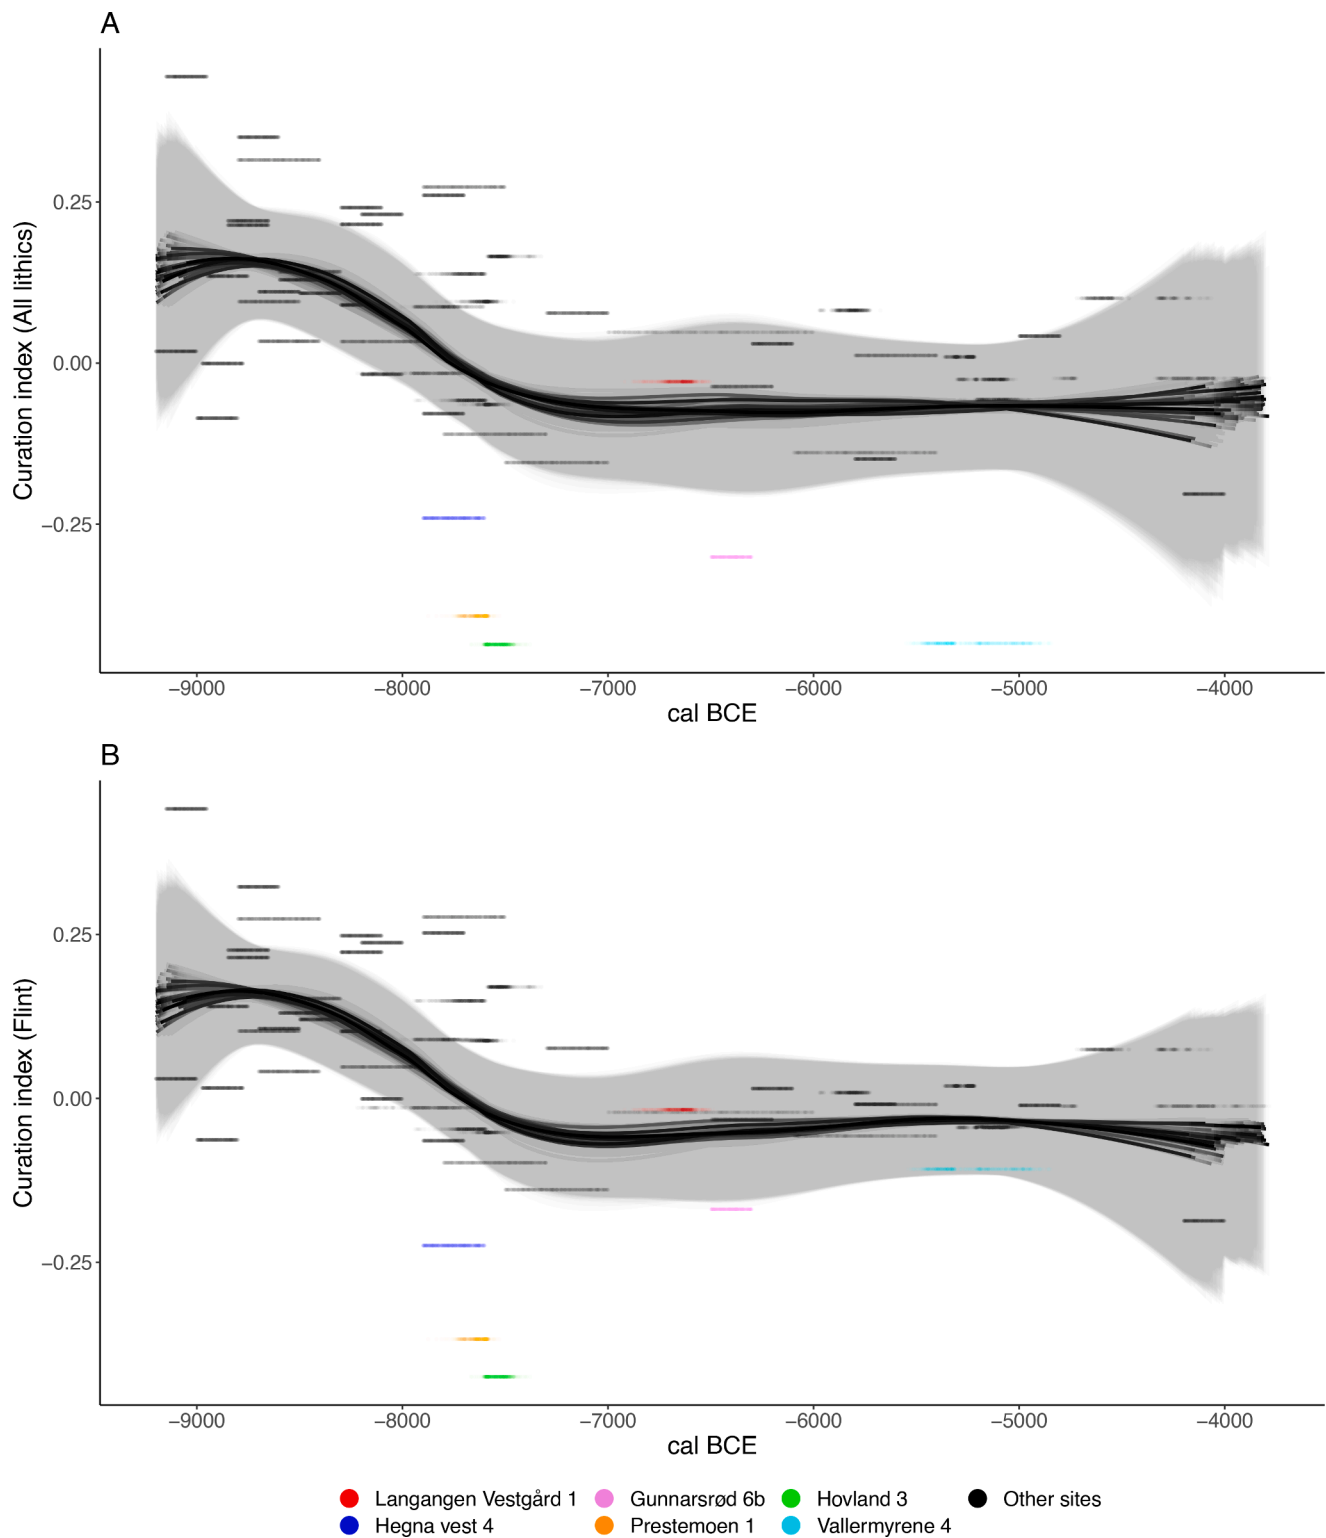 A
Curation index (All lithics)
0.25
0.00
−0.25
−9000 −8000 −7000 −6000 −5000 −4000
cal BCE
B
Curation index (Flint)
0.25
0.00
−0.25
−9000 −8000 −7000 −6000 −5000 −4000
cal BCE
Langangen Vestgård 1 Gunnarsrød 6b Hovland 3 Other sites
Hegna vest 4 Prestemoen 1 Vallermyrene 4